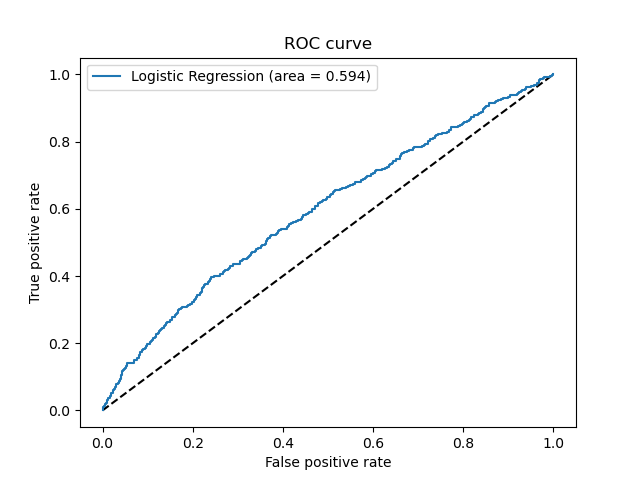 ROC curve
Logistic Regression (area = 0.594)
1.0
0.8
0.6
0.4
0.2
0.0
True positive rate
0.0 0.2 0.4 0.6 0.8 1.0
False positive rate